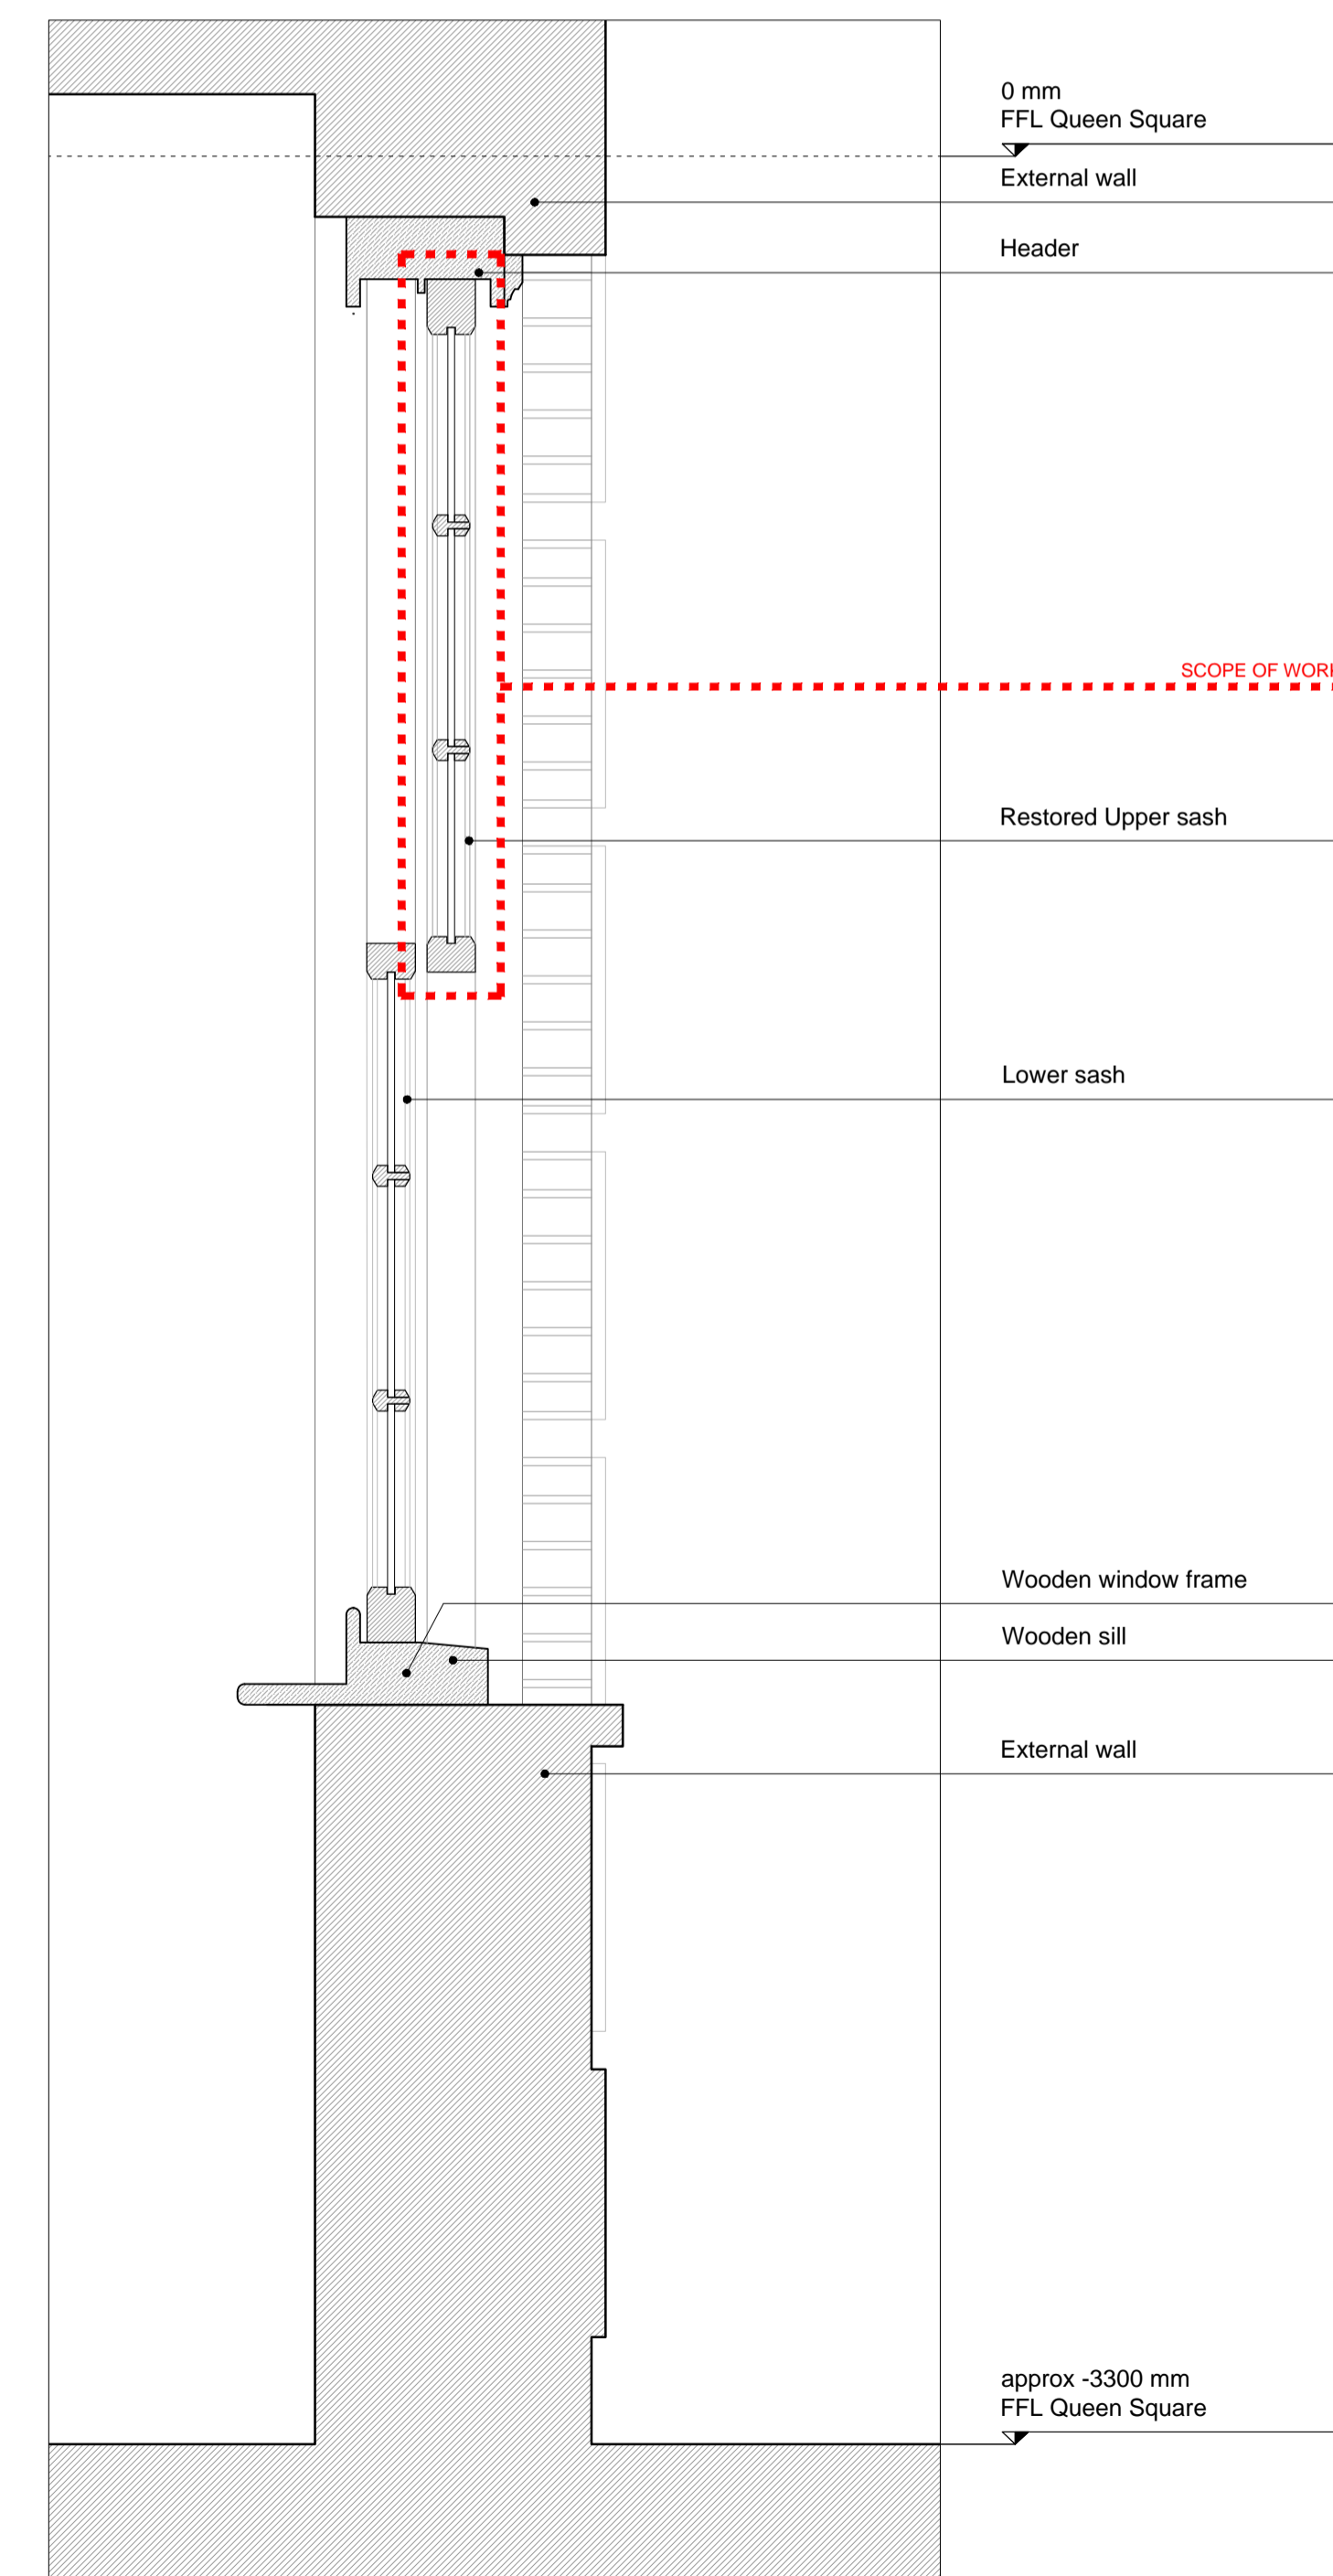 0 mm
FFL Queen Square
External wall
Header
SCOPE OF WORK
Restored Upper sash
Lower sash
Wooden window frame
Wooden sill
External wall
approx -3300 mm
FFL Queen Square